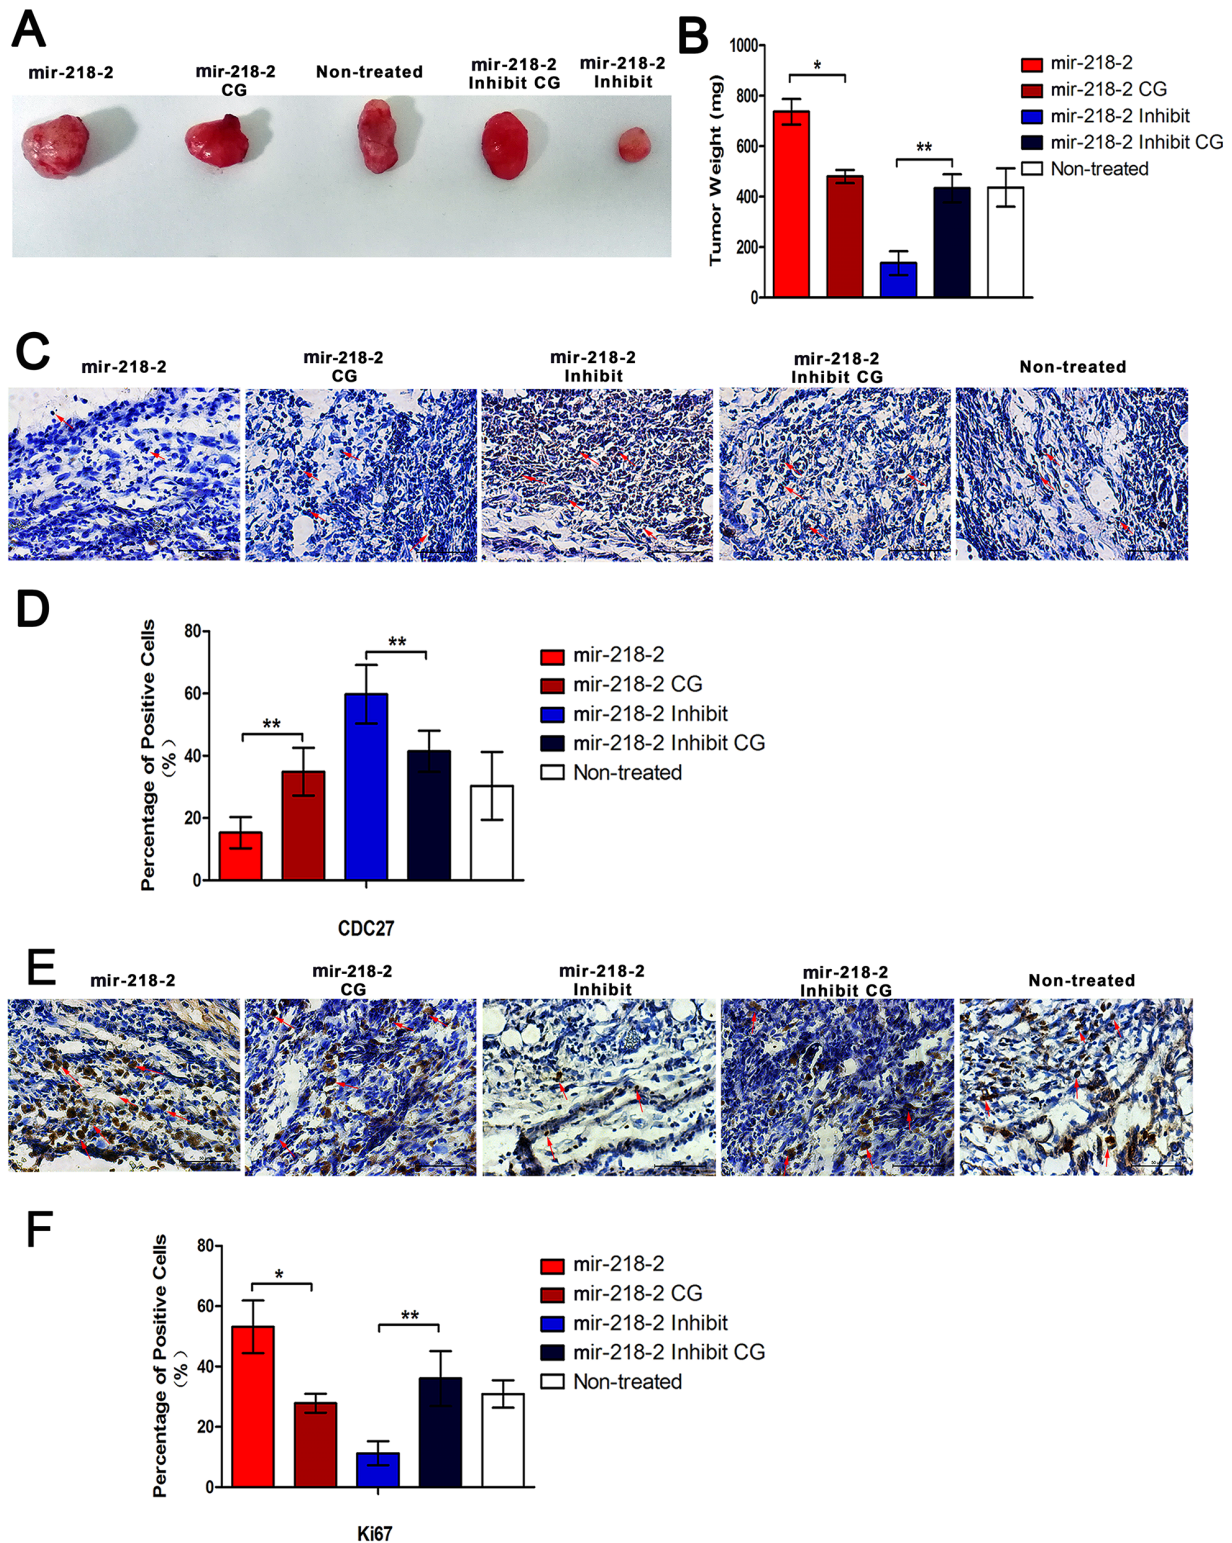 A
mir-218-2
mir-218-2
CG
Non-treated
mir-218-2
Inhibit CG
mir-218-2
Inhibit
B
Tumor Weight (mg)
1000
800
600
400
200
0
*
**
mir-218-2
mir-218-2 CG
mir-218-2 Inhibit
mir-218-2 Inhibit CG
Non-treated
C
mir-218-2
mir-218-2
CG
mir-218-2
Inhibit
mir-218-2
Inhibit CG
Non-treated
D
Percentage of Positive Cells
(%)
80
60
40
20
0
**
**
CDC27
mir-218-2
mir-218-2 CG
mir-218-2 Inhibit
mir-218-2 Inhibit CG
Non-treated
E
mir-218-2
mir-218-2
CG
mir-218-2
Inhibit
mir-218-2
Inhibit CG
Non-treated
F
Percentage of Positive Cells
(%)
80
60
40
20
0
*
**
Ki67
mir-218-2
mir-218-2 CG
mir-218-2 Inhibit
mir-218-2 Inhibit CG
Non-treated